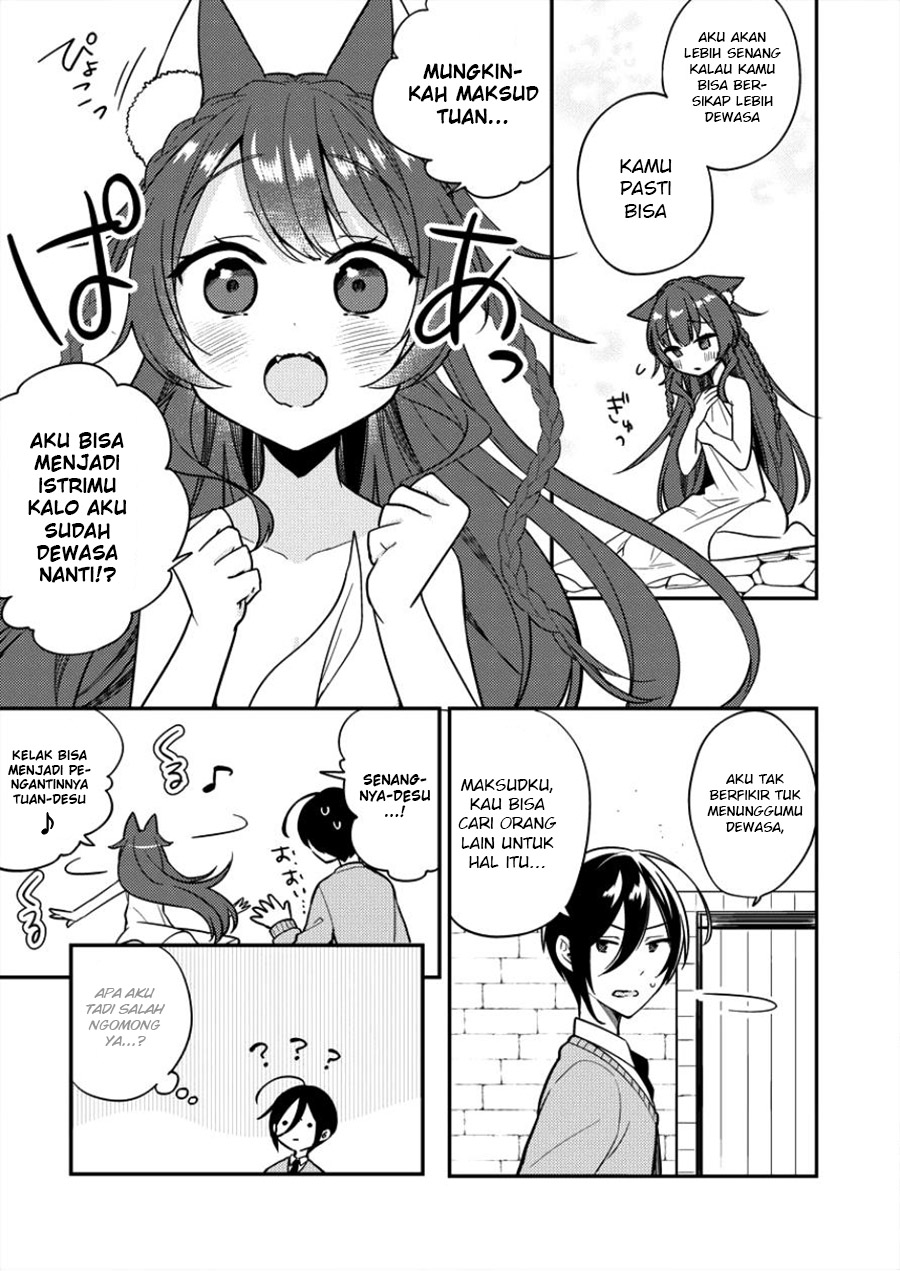 AKU AKAN
LEBIH SENANG
KALAU KAMU
BISA BER-
SIKAP LEBIH
DEWASA
KAMU
PASTI
BISA
ぎゅっ
MUNGKIN-
KAH MAKSUD
TUAN...
ぴょこっ
ぱあっ
AKU BISA
MENJADI
ISTRIMU
KALO AKU
SUDAH
DEWASA
NANTI!?
AKU TAK
BERFIKIR TUK
MENUNGGUMU
DEWASA,
MAKSUDKU,
KAU BISA
CARI ORANG
LAIN UNTUK
HAL ITU...
SENANG-
NYA-DESU
...!
おお
KELAK BISA
MENJADI PE-
NGANTINNYA
TUAN-DESU
♪
くる
♪
くる
APA AKU
TADI SALAH
NGOMONG
YA...?
? ? ?